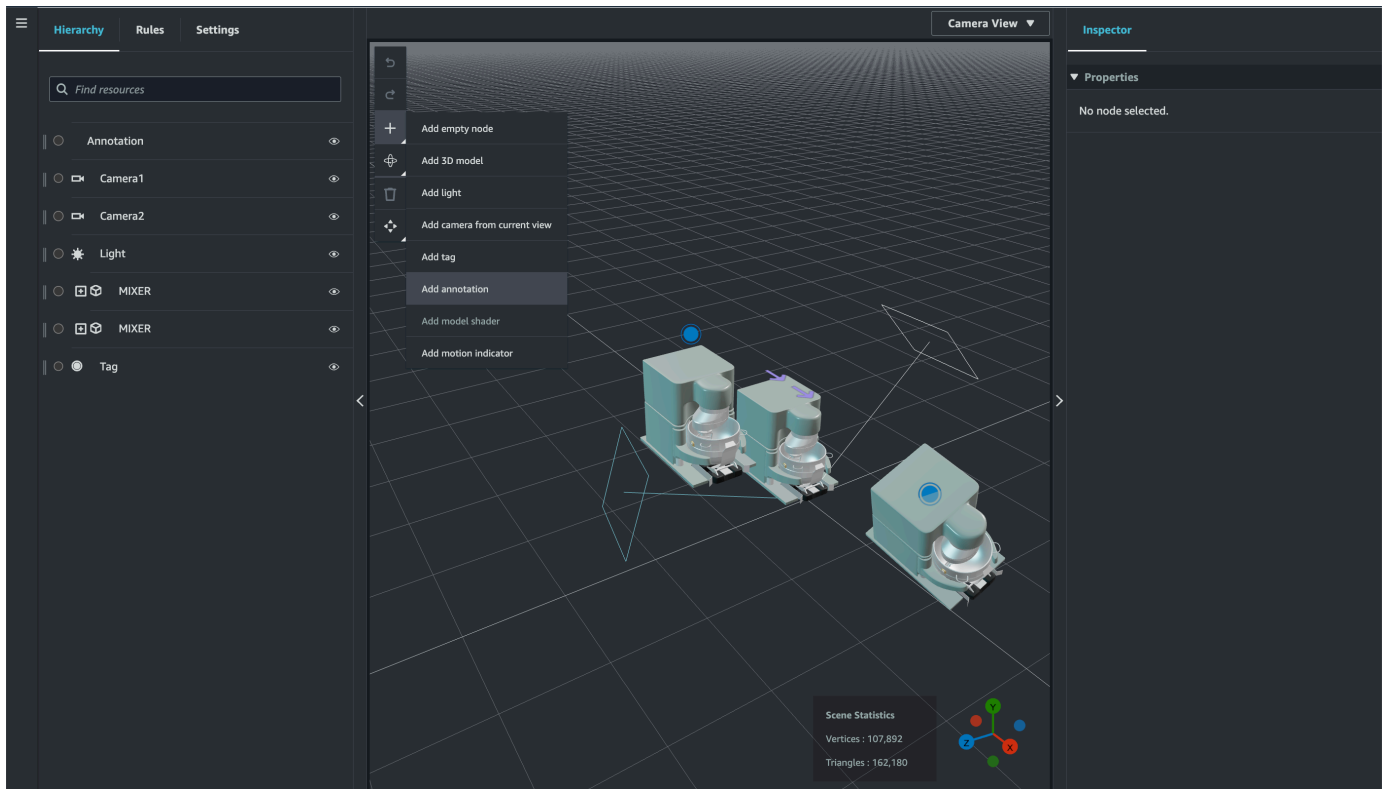 Hierarchy Rules Settings
Find resources
Annotation
Camera1
Camera2
Light
MIXER
MIXER
Tag
Camera View
Add empty node
Add 3D model
Add light
Add camera from current view
Add tag
Add annotation
Add model shader
Add motion indicator
Scene Statistics
Vertices : 107,892
Triangles : 162,180
Y
Z
X
Inspector
Properties
No node selected.